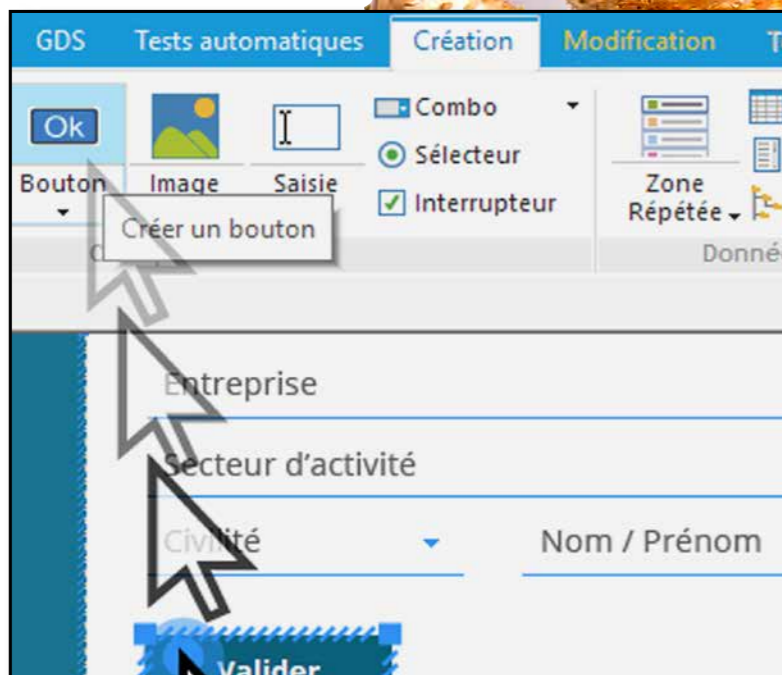 GDS Tests automatiques Création Modification T
Ok
Combo
Sélecteur
Interrupteur
Bouton Image Saisie
Zone
Répétée
Créer un bouton
Donné
Entreprise
Secteur d'activité
Civilité Nom / Prénom
Valider